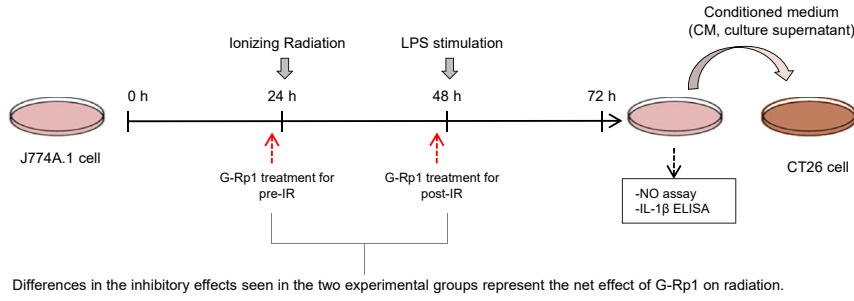 Conditioned medium
(CM, culture supernatant)
Ionizing Radiation
LPS stimulation
0 h
24 h
48 h
72 h
J774A.1 cell
CT26 cell
G-Rp1 treatment for
pre-IR
G-Rp1 treatment for
post-IR
-NO assay
-IL-1β ELISA
Differences in the inhibitory effects seen in the two experimental groups represent the net effect of G-Rp1 on radiation.